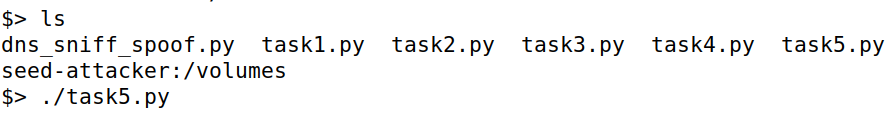 $> ls
dns_sniff_spoof.py  task1.py  task2.py  task3.py  task4.py  task5.py
seed-attacker:/volumes
$> ./task5.py